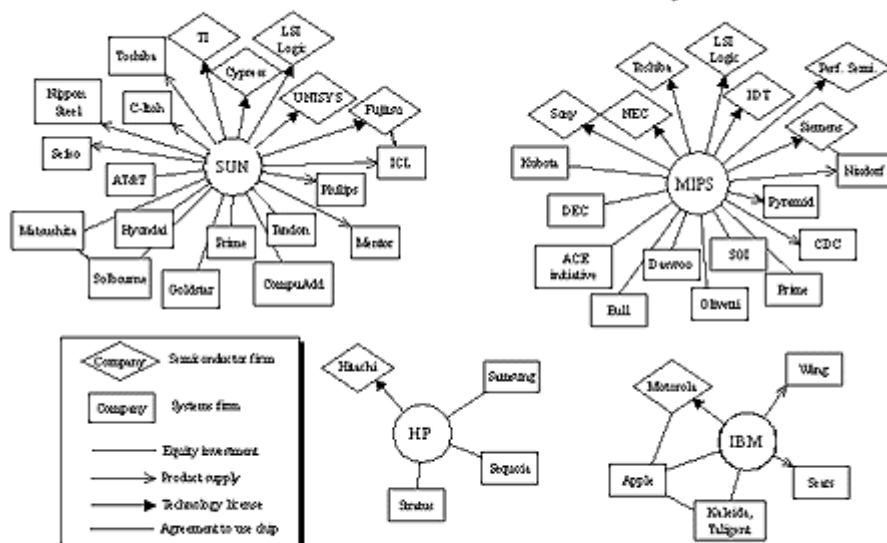 TI
LSI
Logic
Toshiba
Cypress
Nippon
Steel
C-Itoh
UNISYS
Fujitsu
Seiko
SUN
ICL
AT&T
Philips
Matsushita
Hyundai
Prime
Tandon
Mentor
Solbourne
Goldstar
CompuAdd
LSI
Logic
Toshiba
Perf. Semi.
Sony
NEC
IDT
Siemens
Kubota
MIPS
Nixdorf
DEC
Pyramid
ACE
initiative
Daewoo
SGI
CDC
Bull
Olivetti
Prime
Company
Semiconductor firm
Company
Systems firm
Equity investment
Product supply
Technology license
Agreement to use chip
Hitachi
Samsung
HP
Sequoia
Stratus
Motorola
Wang
IBM
Apple
Sears
Kaleida,
Taligent